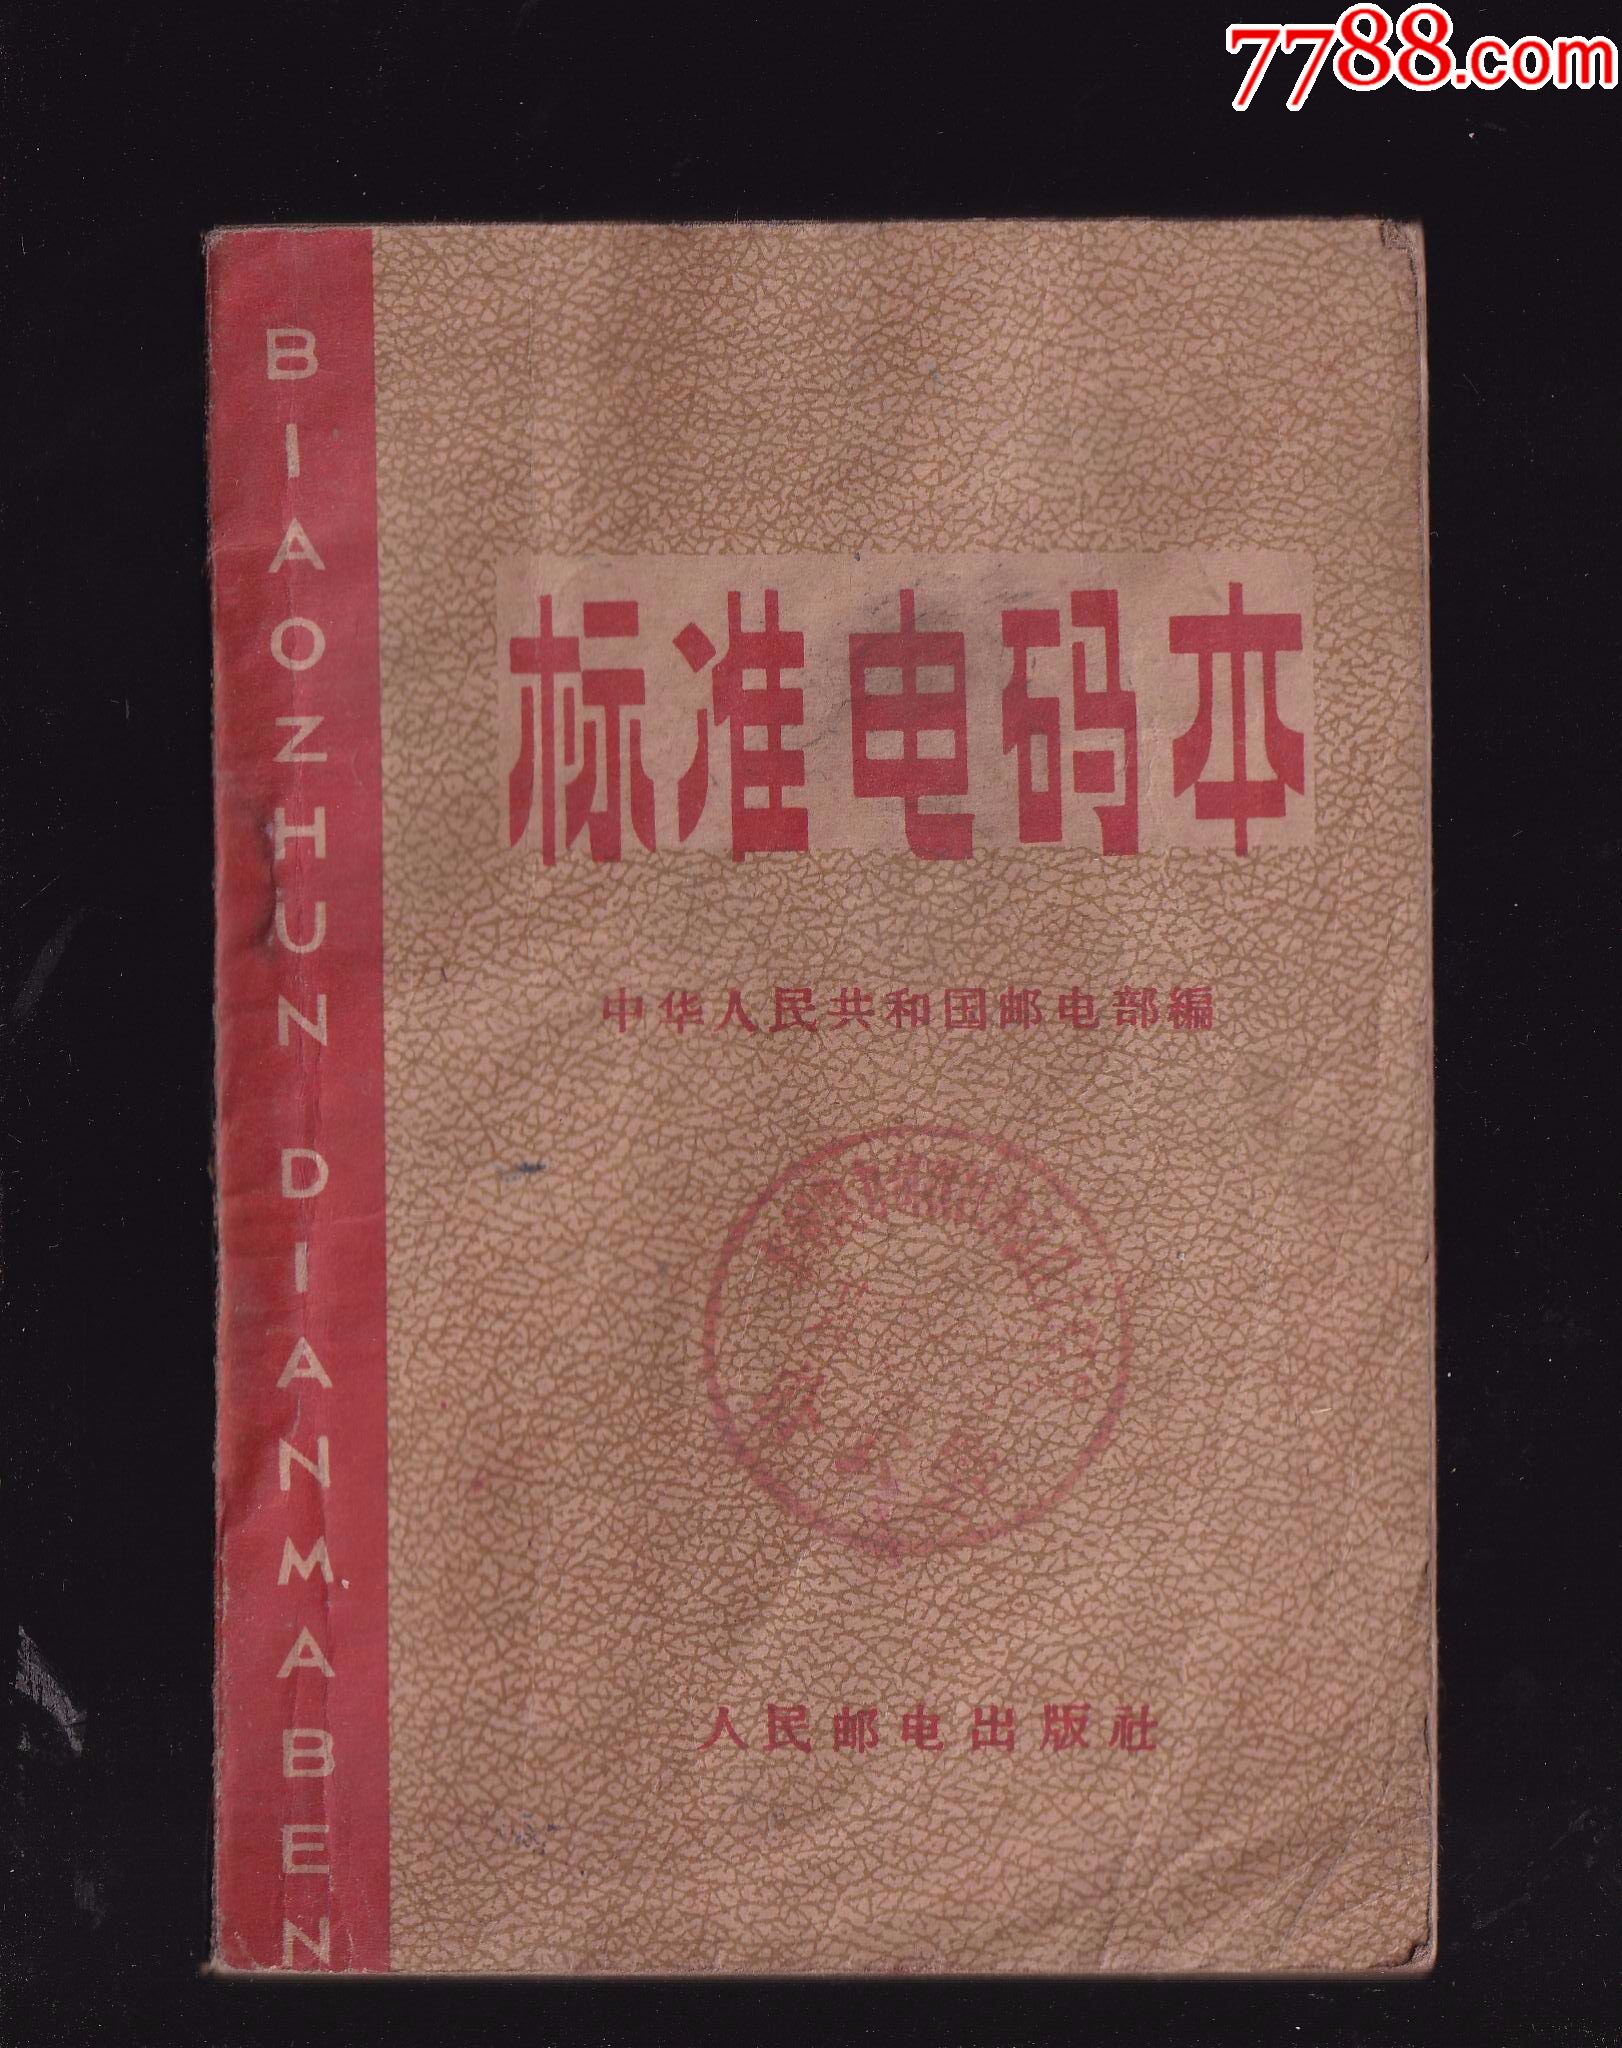 7788.com
BIAOZHUN DIANMABEN
标准电码本
中华人民共和国邮电部编
人民邮电出版社